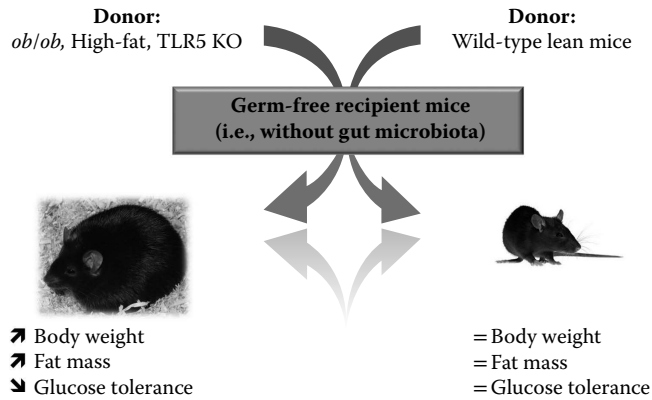 Donor:
ob/ob, High-fat, TLR5 KO
Donor:
Wild-type lean mice
Germ-free recipient mice
(i.e., without gut microbiota)
↗ Body weight
↗ Fat mass
↘ Glucose tolerance
= Body weight
= Fat mass
= Glucose tolerance